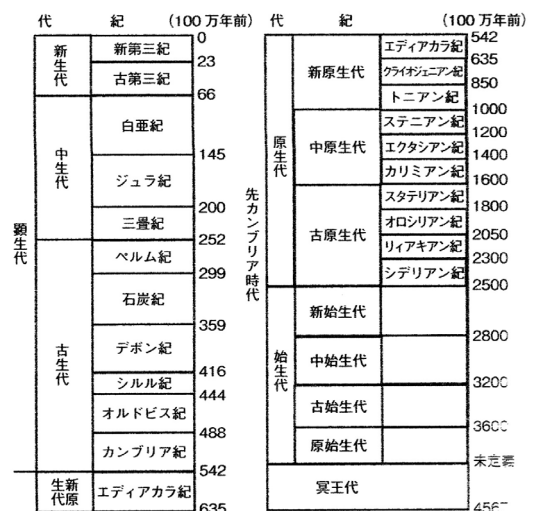 代 紀 (100 万年前)
0
新生代
新第三紀
23
古第三紀
66
中生代
白亜紀
145
ジュラ紀
200
三畳紀
252
顕生代
古生代
ペルム紀
299
石炭紀
359
デボン紀
416
シルル紀
444
オルドビス紀
488
カンブリア紀
542
新原生代
エディアカラ紀
635
代 紀 (100 万年前)
542
先カンブリア時代
原生代
新原生代
エディアカラ紀
635
クライオジェニアン紀
850
トニアン紀
1000
中原生代
ステニアン紀
1200
エクタシアン紀
1400
カリミアン紀
1600
古原生代
スタテリアン紀
1800
オロシリアン紀
2050
リィアキアン紀
2300
シデリアン紀
2500
始生代
新始生代
2800
中始生代
3200
古始生代
3600
原始生代
未定義
冥王代
4567